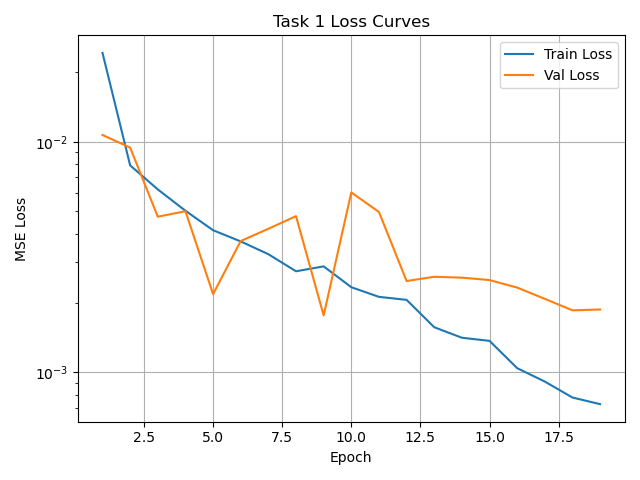 Task 1 Loss Curves
Train Loss
Val Loss
10⁻²
10⁻³
MSE Loss
2.5 5.0 7.5 10.0 12.5 15.0 17.5
Epoch